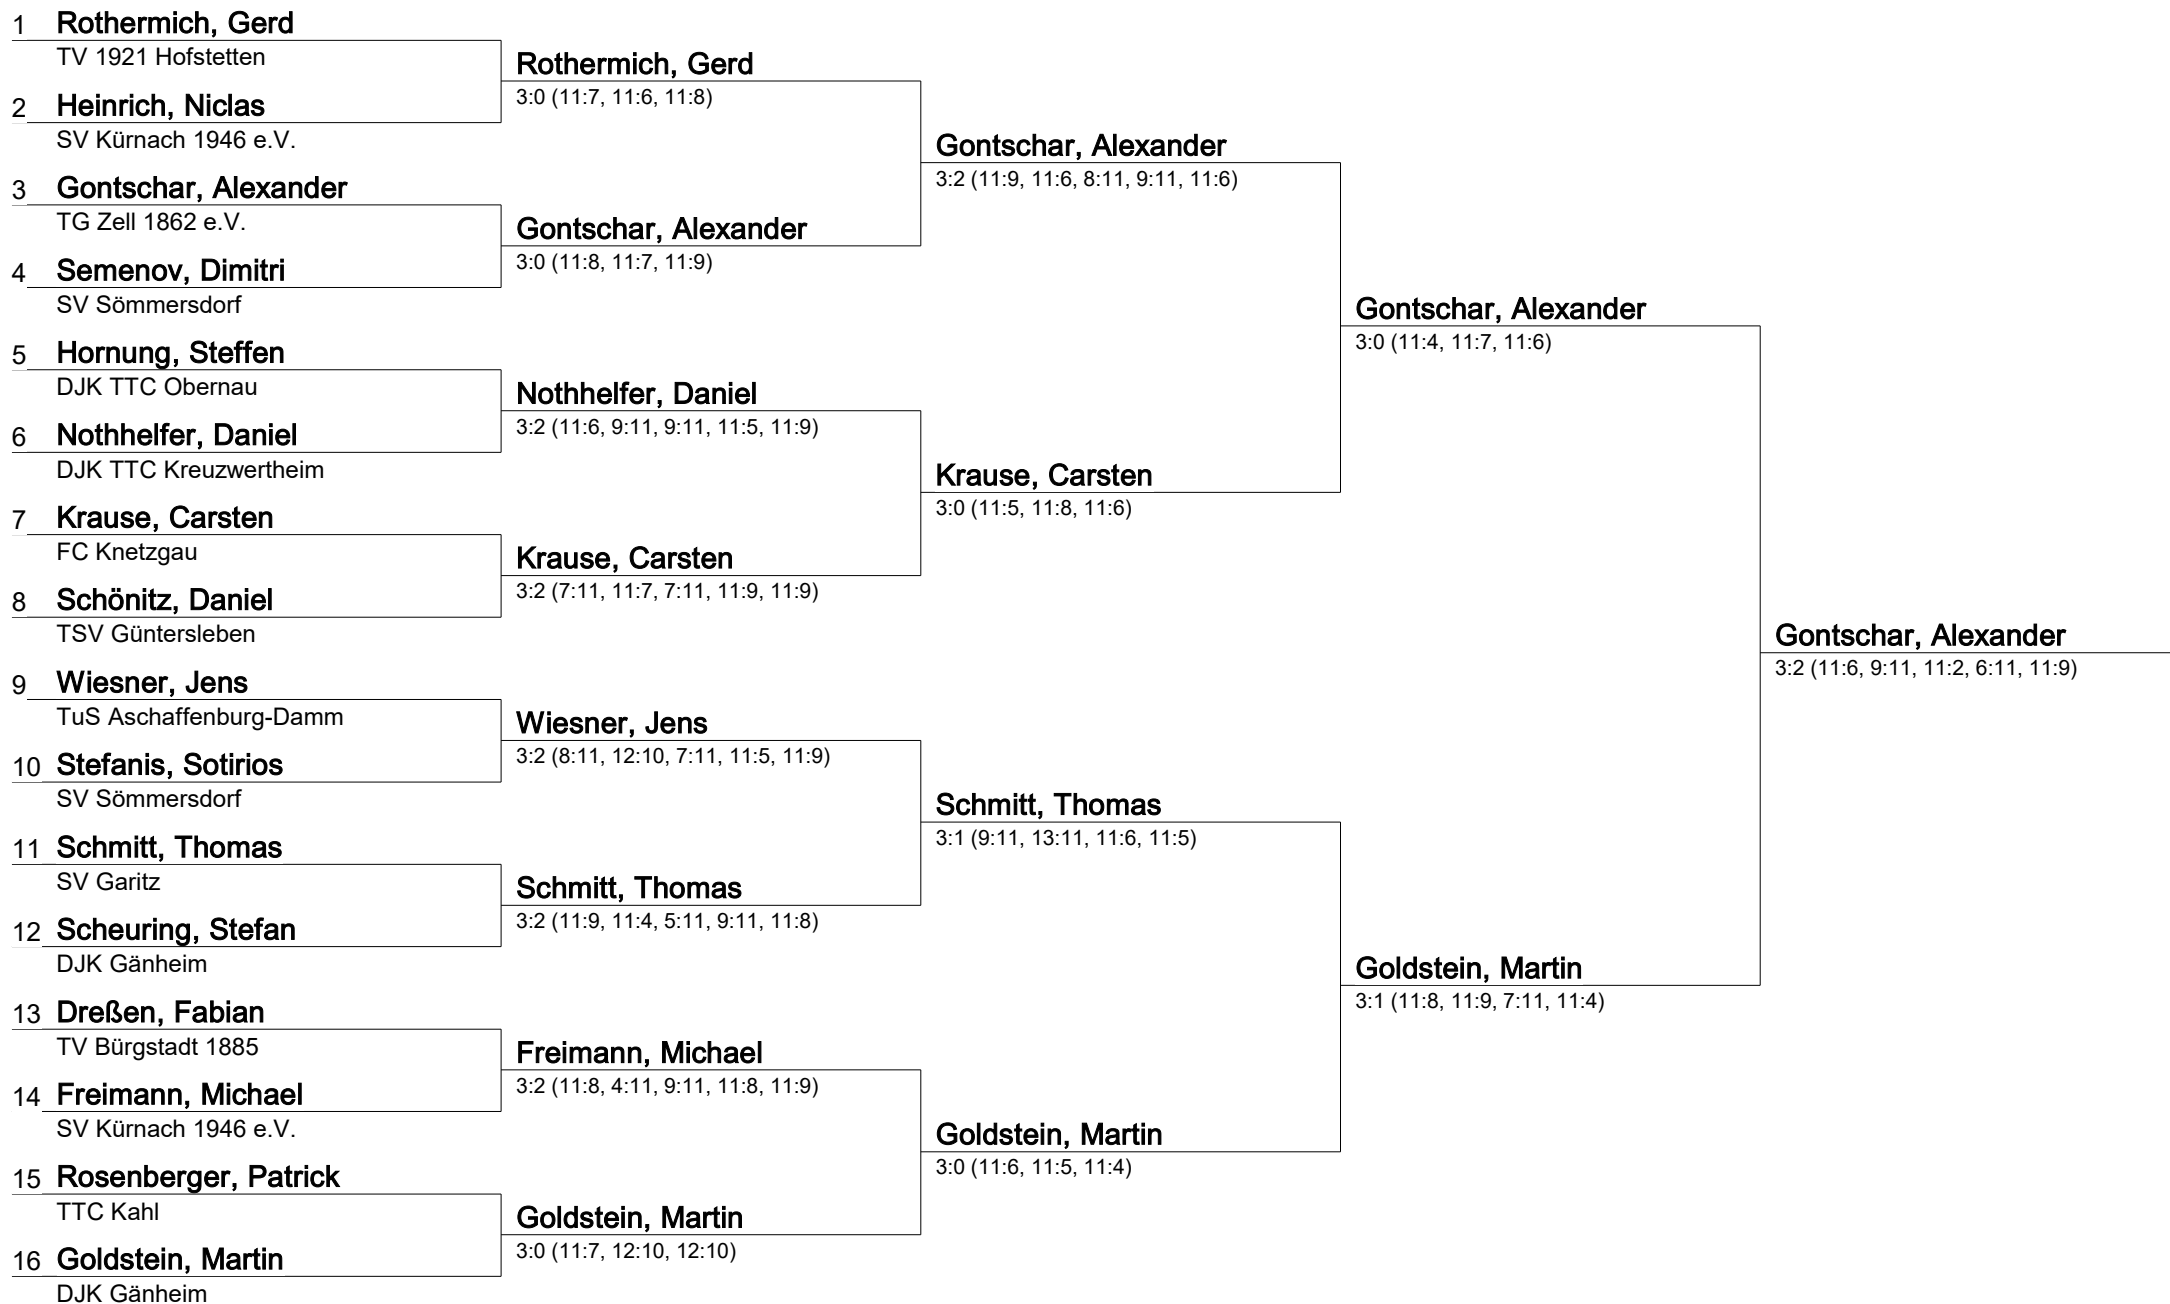 1 Rothermich, Gerd
TV 1921 Hofstetten
2 Heinrich, Niclas
SV Kürnach 1946 e.V.
3 Gontschar, Alexander
TG Zell 1862 e.V.
4 Semenov, Dimitri
SV Sömmersdorf
5 Hornung, Steffen
DJK TTC Obernau
6 Nothhelfer, Daniel
DJK TTC Kreuzwertheim
7 Krause, Carsten
FC Knetzgau
8 Schönitz, Daniel
TSV Güntersleben
9 Wiesner, Jens
TuS Aschaffenburg-Damm
10 Stefanis, Sotirios
SV Sömmersdorf
11 Schmitt, Thomas
SV Garitz
12 Scheuring, Stefan
DJK Gänheim
13 Dreßen, Fabian
TV Bürgstadt 1885
14 Freimann, Michael
SV Kürnach 1946 e.V.
15 Rosenberger, Patrick
TTC Kahl
16 Goldstein, Martin
DJK Gänheim
Rothermich, Gerd
3:0 (11:7, 11:6, 11:8)
Gontschar, Alexander
3:0 (11:8, 11:7, 11:9)
Nothhelfer, Daniel
3:2 (11:6, 9:11, 9:11, 11:5, 11:9)
Krause, Carsten
3:2 (7:11, 11:7, 7:11, 11:9, 11:9)
Wiesner, Jens
3:2 (8:11, 12:10, 7:11, 11:5, 11:9)
Schmitt, Thomas
3:2 (11:9, 11:4, 5:11, 9:11, 11:8)
Freimann, Michael
3:2 (11:8, 4:11, 9:11, 11:8, 11:9)
Goldstein, Martin
3:0 (11:7, 12:10, 12:10)
Gontschar, Alexander
3:2 (11:9, 11:6, 8:11, 9:11, 11:6)
Krause, Carsten
3:0 (11:5, 11:8, 11:6)
Schmitt, Thomas
3:1 (9:11, 13:11, 11:6, 11:5)
Goldstein, Martin
3:0 (11:6, 11:5, 11:4)
Gontschar, Alexander
3:0 (11:4, 11:7, 11:6)
Goldstein, Martin
3:1 (11:8, 11:9, 7:11, 11:4)
Gontschar, Alexander
3:2 (11:6, 9:11, 11:2, 6:11, 11:9)